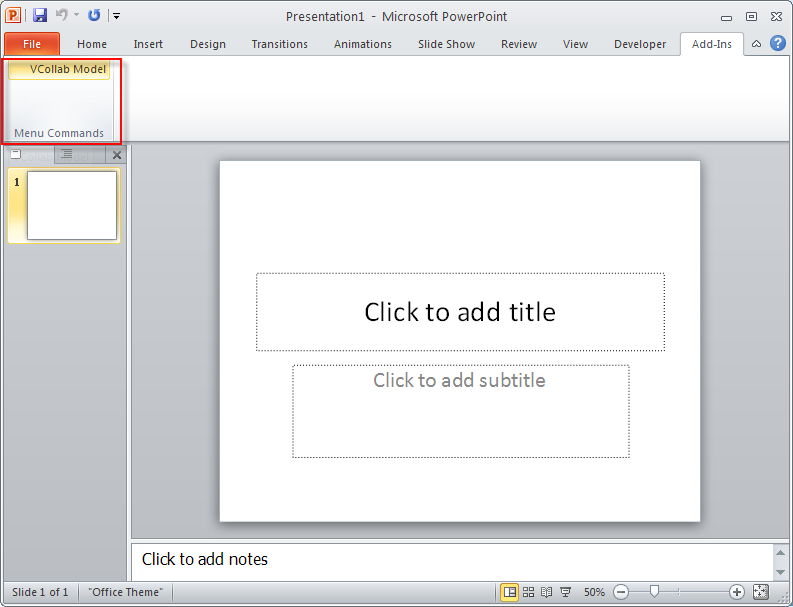 Presentation1 - Microsoft PowerPoint
File Home Insert Design Transitions Animations Slide Show Review View Developer Add-Ins
VCollab Model
Menu Commands
1
Click to add title
Click to add subtitle
Click to add notes
Slide 1 of 1 "Office Theme" 50%